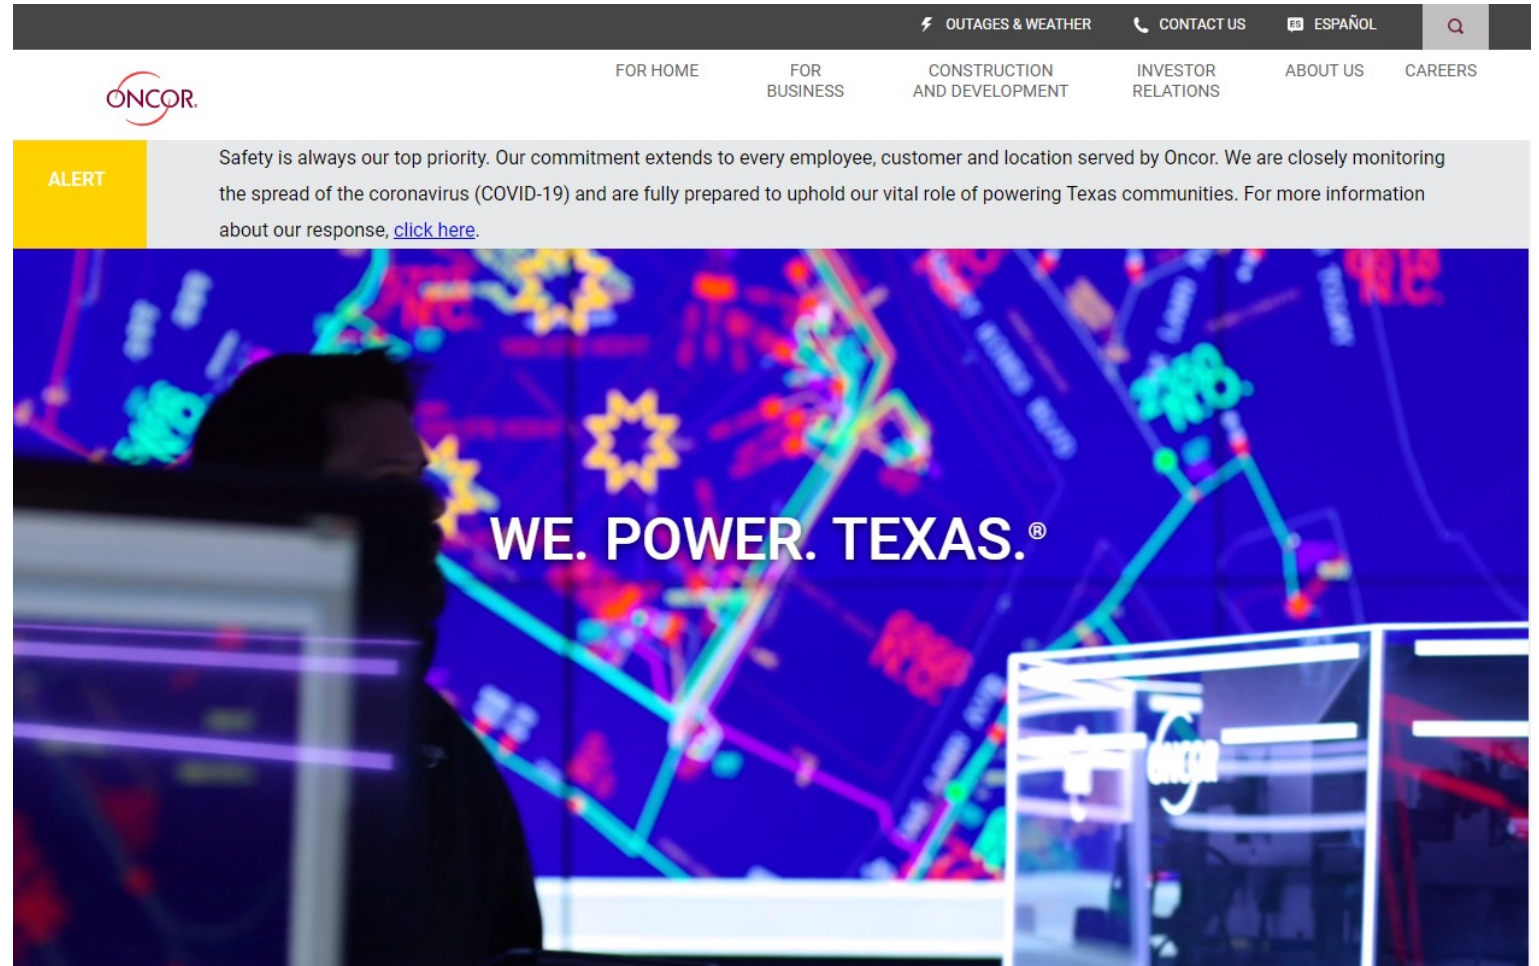 OUTAGES & WEATHER
CONTACT US
ES ESPAÑOL
ONCOR.
FOR HOME
FOR
BUSINESS
CONSTRUCTION
AND DEVELOPMENT
INVESTOR
RELATIONS
ABOUT US
CAREERS
ALERT
Safety is always our top priority. Our commitment extends to every employee, customer and location served by Oncor. We are closely monitoring
the spread of the coronavirus (COVID-19) and are fully prepared to uphold our vital role of powering Texas communities. For more information
about our response, click here.
WE. POWER. TEXAS.®
ONCOR